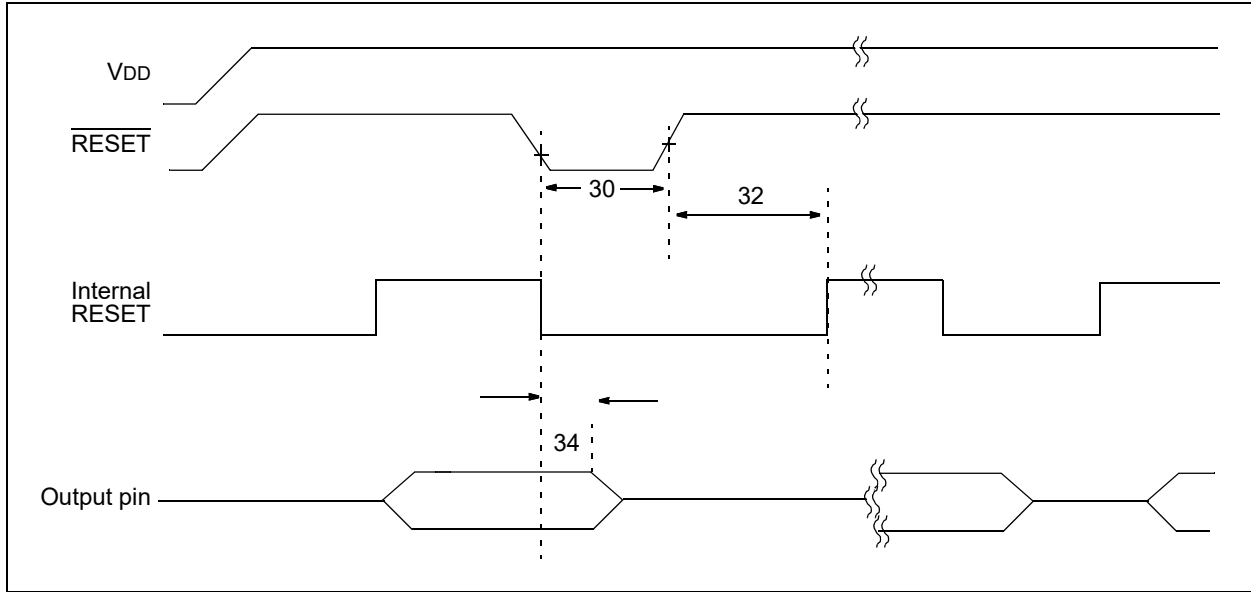 VDD
RESET
30
32
Internal
RESET
34
Output pin